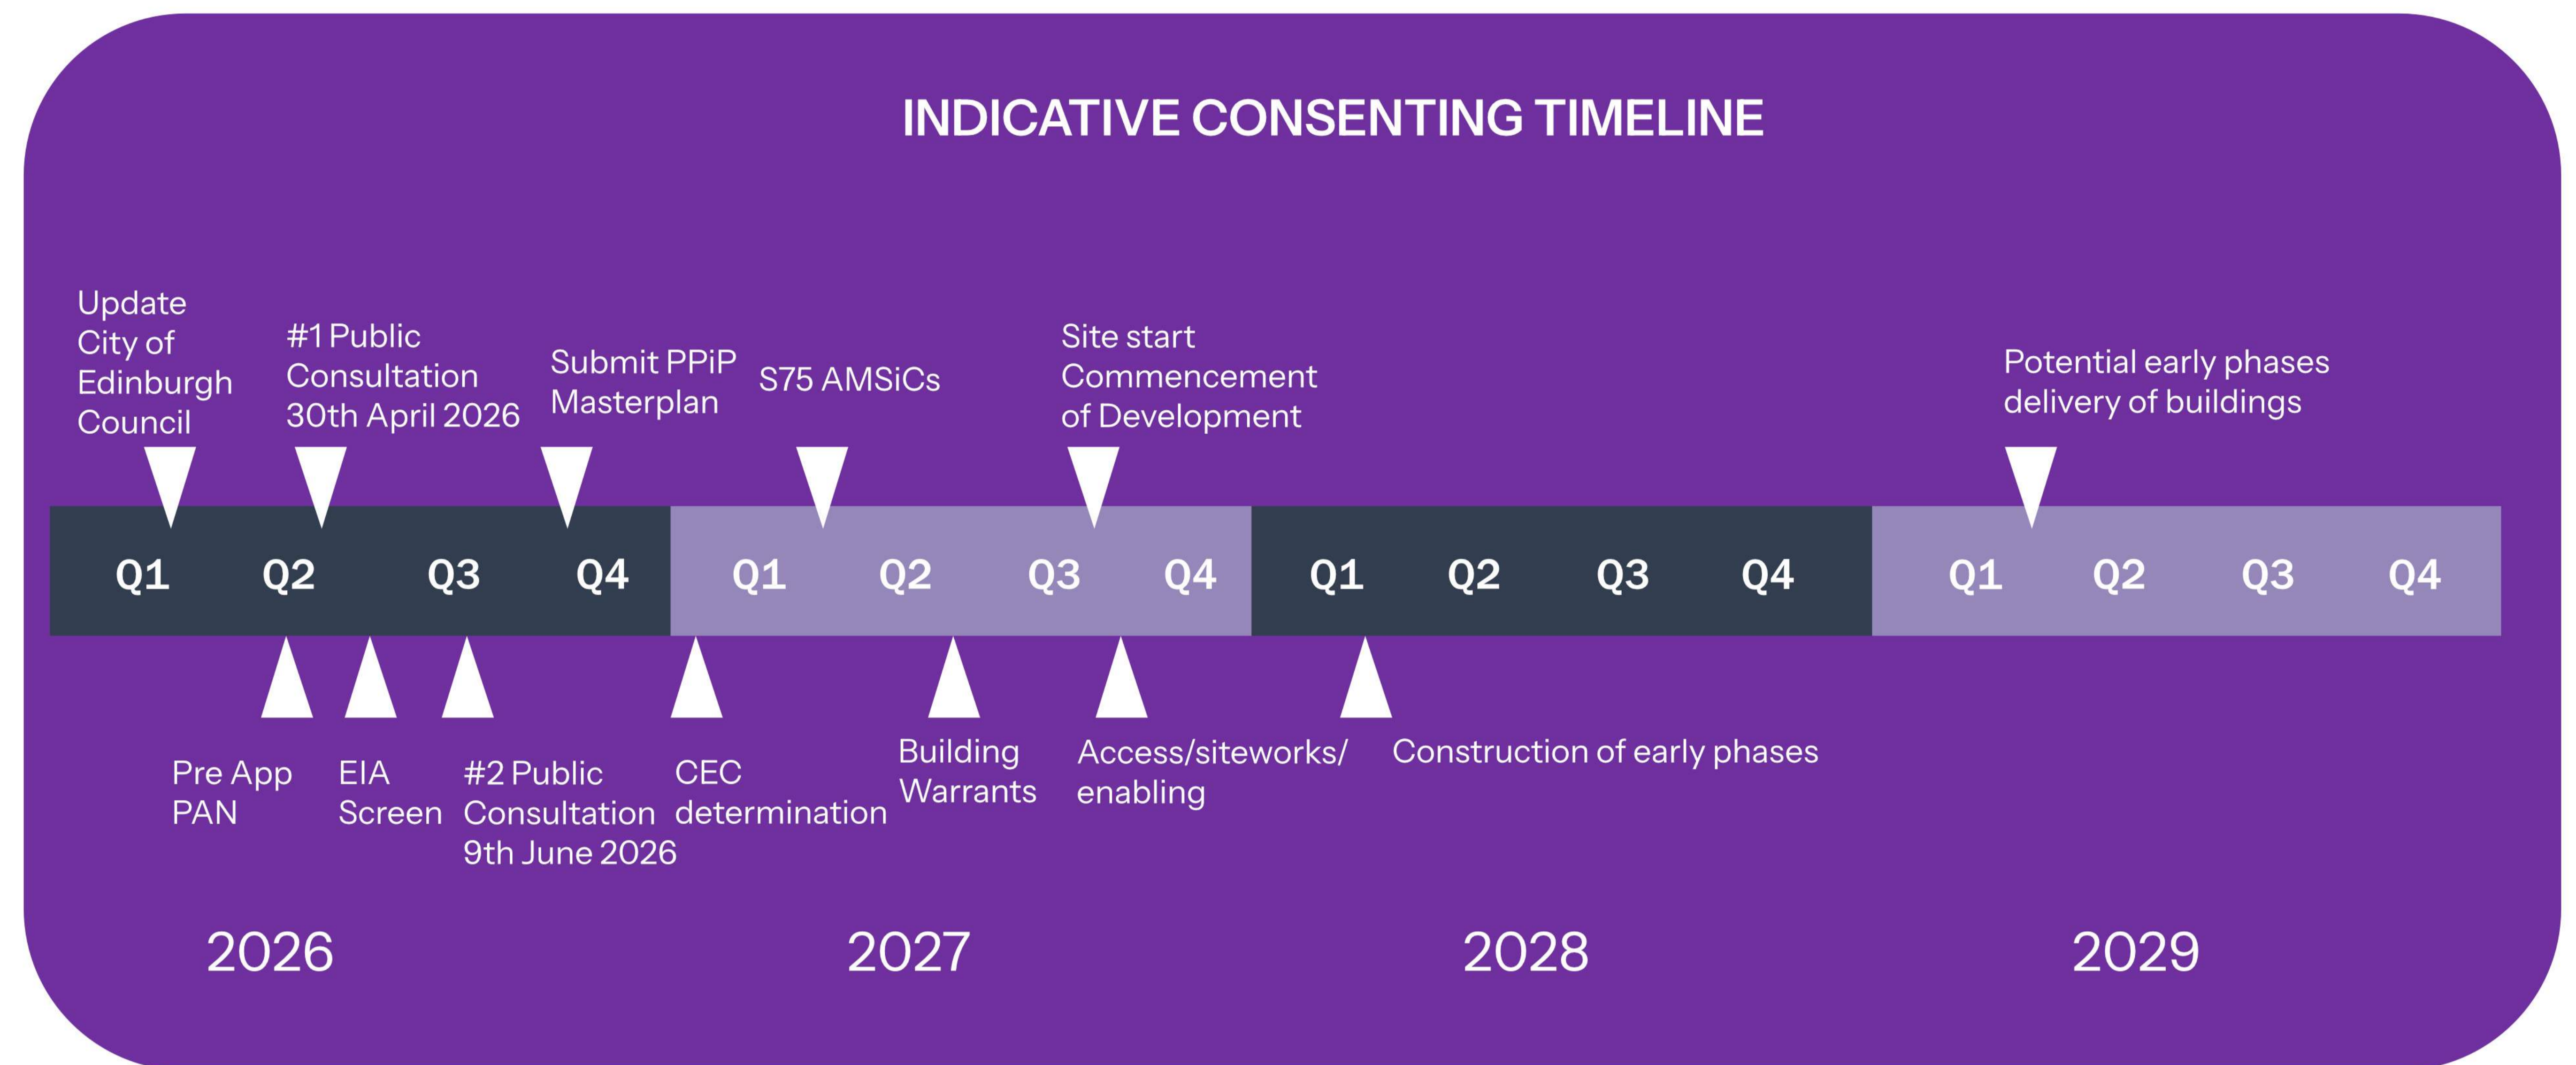 INDICATIVE CONSENTING TIMELINE
Update
City of
Edinburgh
Council
#1 Public
Consultation
30th April 2026
Submit PPiP
Masterplan
S75 AMSiCs
Site start
Commencement
of Development
Potential early phases
delivery of buildings
Q1 Q2 Q3 Q4 Q1 Q2 Q3 Q4 Q1 Q2 Q3 Q4 Q1 Q2 Q3 Q4
Pre App
PAN
EIA
Screen
#2 Public
Consultation
9th June 2026
CEC
determination
Building
Warrants
Access/siteworks/
enabling
Construction of early phases
2026 2027 2028 2029